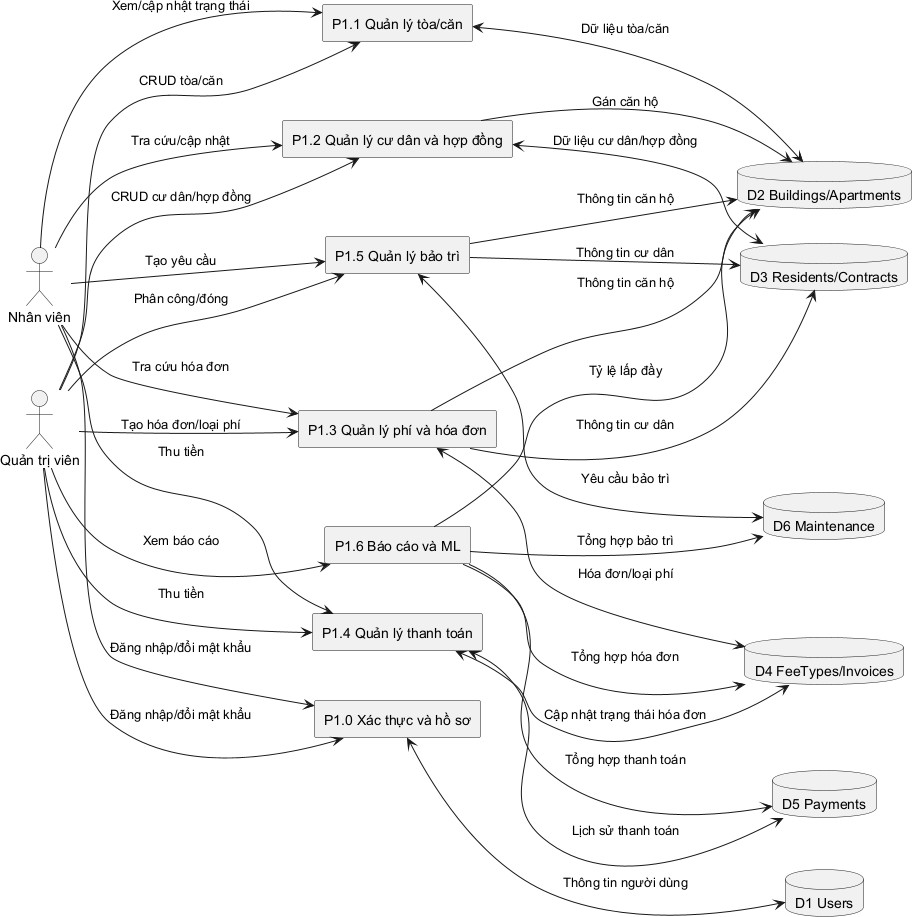 Xem/cập nhật trạng thái
P1.1 Quản lý tòa/căn
Dữ liệu tòa/căn
CRUD tòa/căn
Gán căn hộ
Tra cứu/cập nhật
P1.2 Quản lý cư dân và hợp đồng
Dữ liệu cư dân/hợp đồng
CRUD cư dân/hợp đồng
Thông tin căn hộ
D2 Buildings/Apartments
Tạo yêu cầu
P1.5 Quản lý bảo trì
Thông tin cư dân
D3 Residents/Contracts
Thông tin căn hộ
Phân công/đóng
Nhân viên
Tra cứu hóa đơn
Tỷ lệ lấp đầy
Tạo hóa đơn/loại phí
P1.3 Quản lý phí và hóa đơn
Thông tin cư dân
Thu tiền
Quản trị viên
Yêu cầu bảo trì
D6 Maintenance
Xem báo cáo
P1.6 Báo cáo và ML
Tổng hợp bảo trì
Hóa đơn/loại phí
Thu tiền
P1.4 Quản lý thanh toán
Đăng nhập/đổi mật khẩu
Tổng hợp hóa đơn
D4 FeeTypes/Invoices
Đăng nhập/đổi mật khẩu
P1.0 Xác thực và hồ sơ
Cập nhật trạng thái hóa đơn
Tổng hợp thanh toán
D5 Payments
Lịch sử thanh toán
Thông tin người dùng
D1 Users